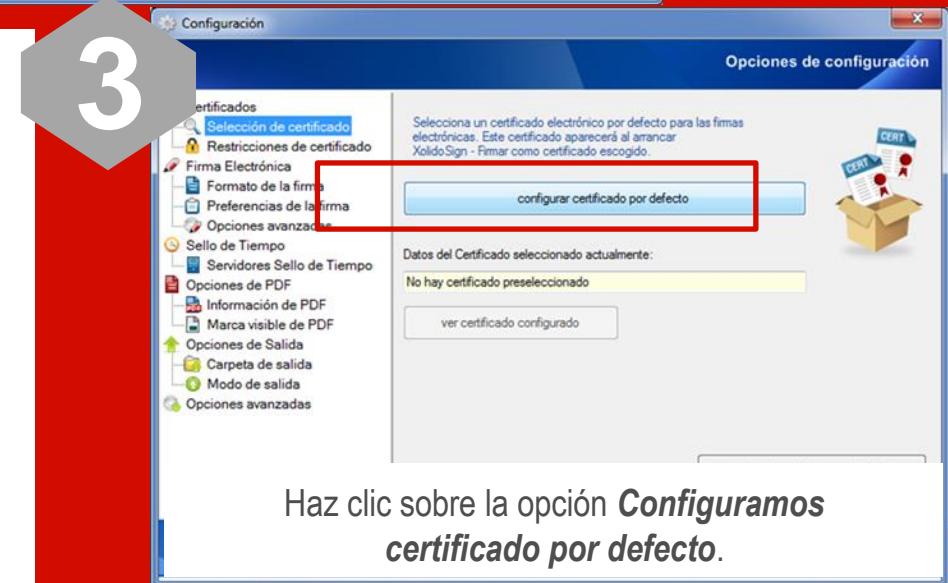 Configuración
3
Opciones de configuración
ertificados
Selección de certificado
Restricciones de certificado
Firma Electrónica
Formato de la firma
Preferencias de la firma
Opciones avanzadas
Sello de Tiempo
Servidores Sello de Tiempo
Opciones de PDF
Información de PDF
Marca visible de PDF
Opciones de Salida
Carpeta de salida
Modo de salida
Opciones avanzadas
Selecciona un certificado electrónico por defecto para las firmas
electrónicas. Este certificado aparecerá al arrancar
XolidoSign - Firmar como certificado escogido.
CERT
CERT
configurar certificado por defecto
Datos del Certificado seleccionado actualmente:
No hay certificado preseleccionado
ver certificado configurado
Haz clic sobre la opción Configuramos
certificado por defecto.